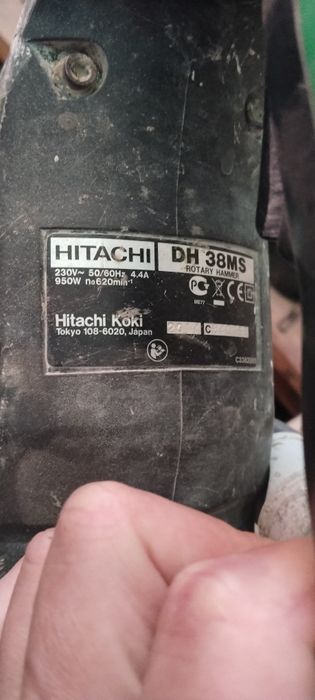 HITACHI
DH 38MS
ROTARY HAMMER
230V~ 50/60Hz 4.4A
950W n₀620min⁻¹
CE
Hitachi Koki
Tokyo 108-6020, Japan
C